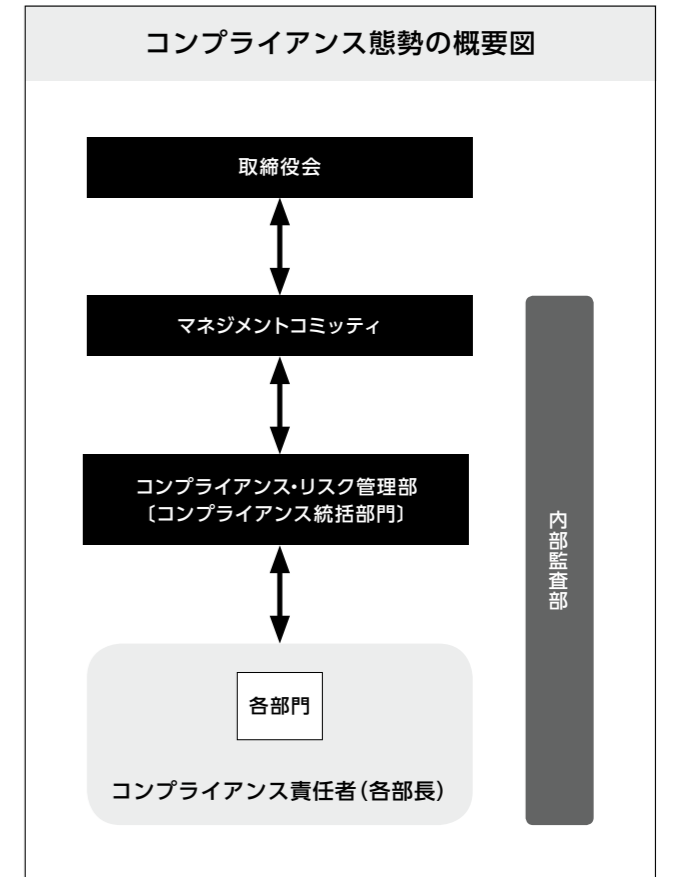 コンプライアンス態勢の概要図
取締役会
マネジメントコミッティ
コンプライアンス・リスク管理部
〔コンプライアンス統括部門〕
内部監査部
各部門
コンプライアンス責任者(各部長)